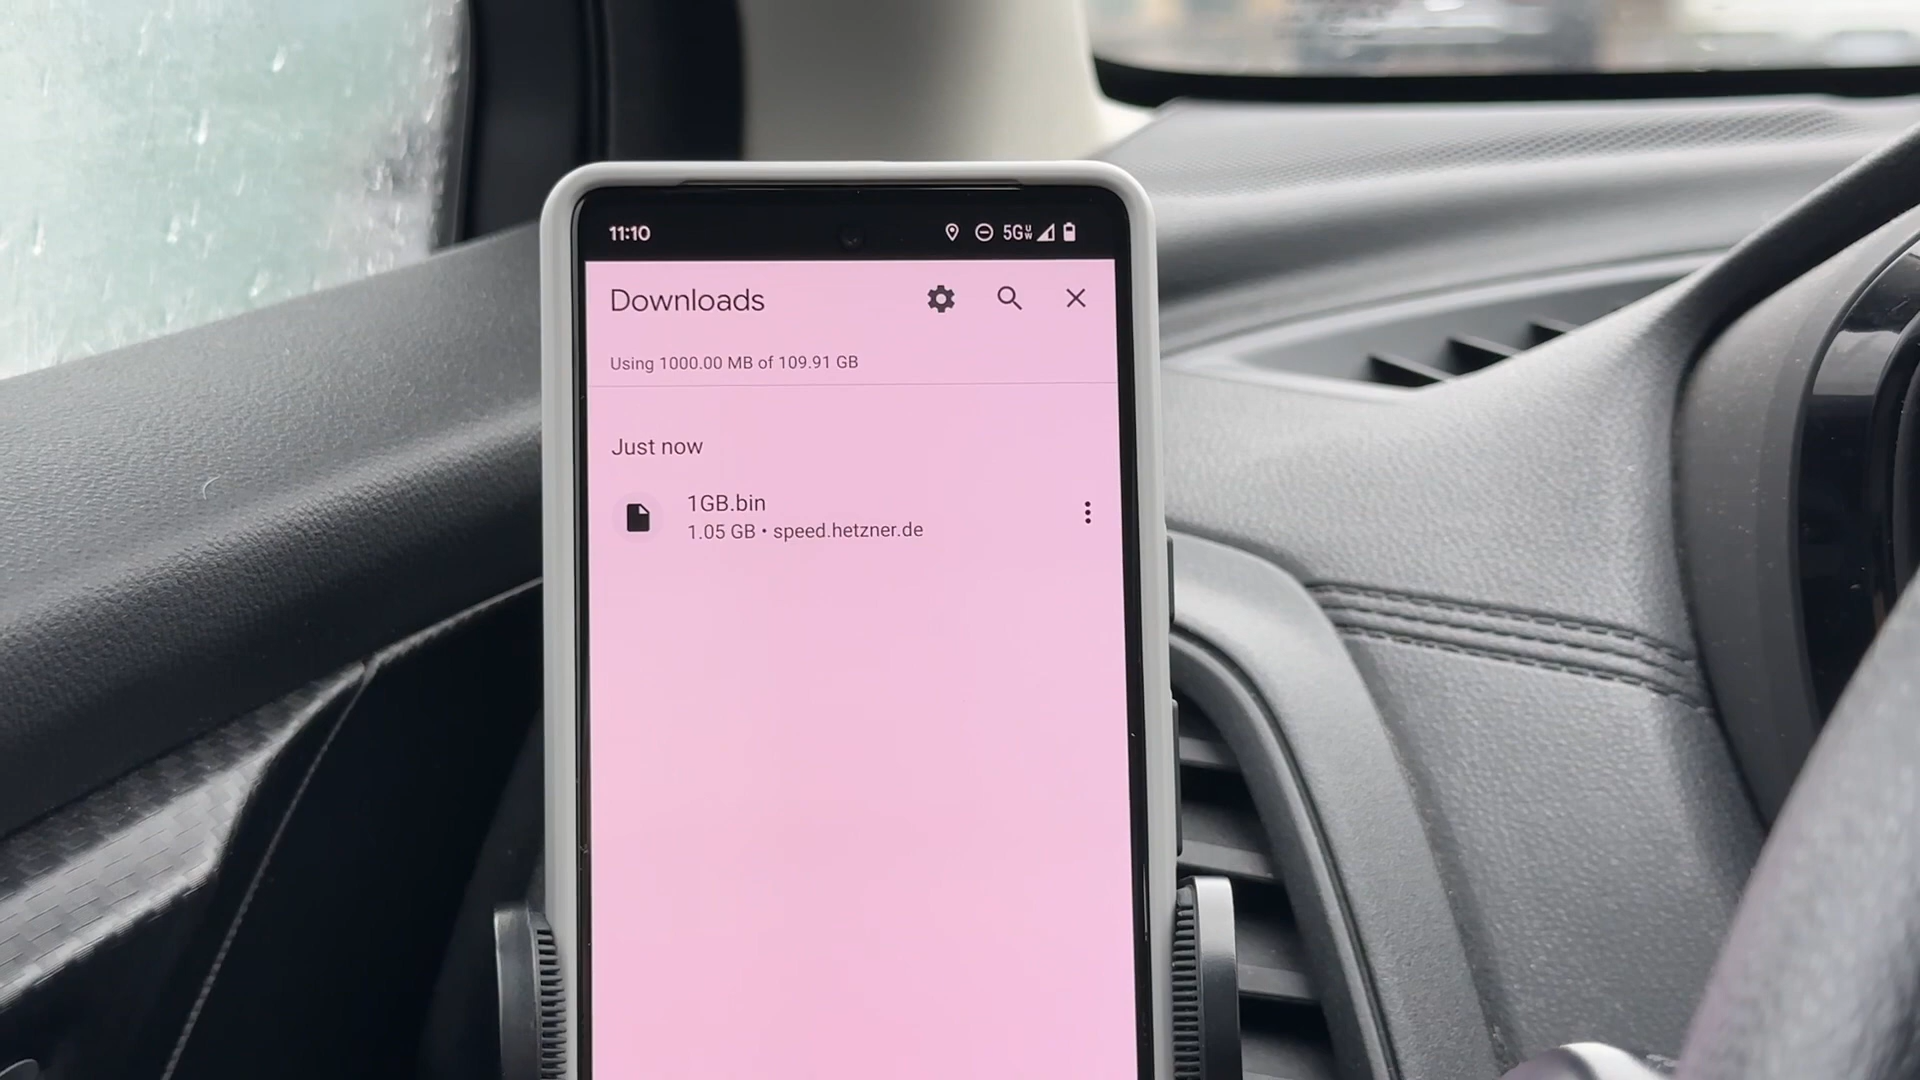 11:10 5G UW
Downloads
Using 1000.00 MB of 109.91 GB
Just now
1GB.bin
1.05 GB • speed.hetzner.de